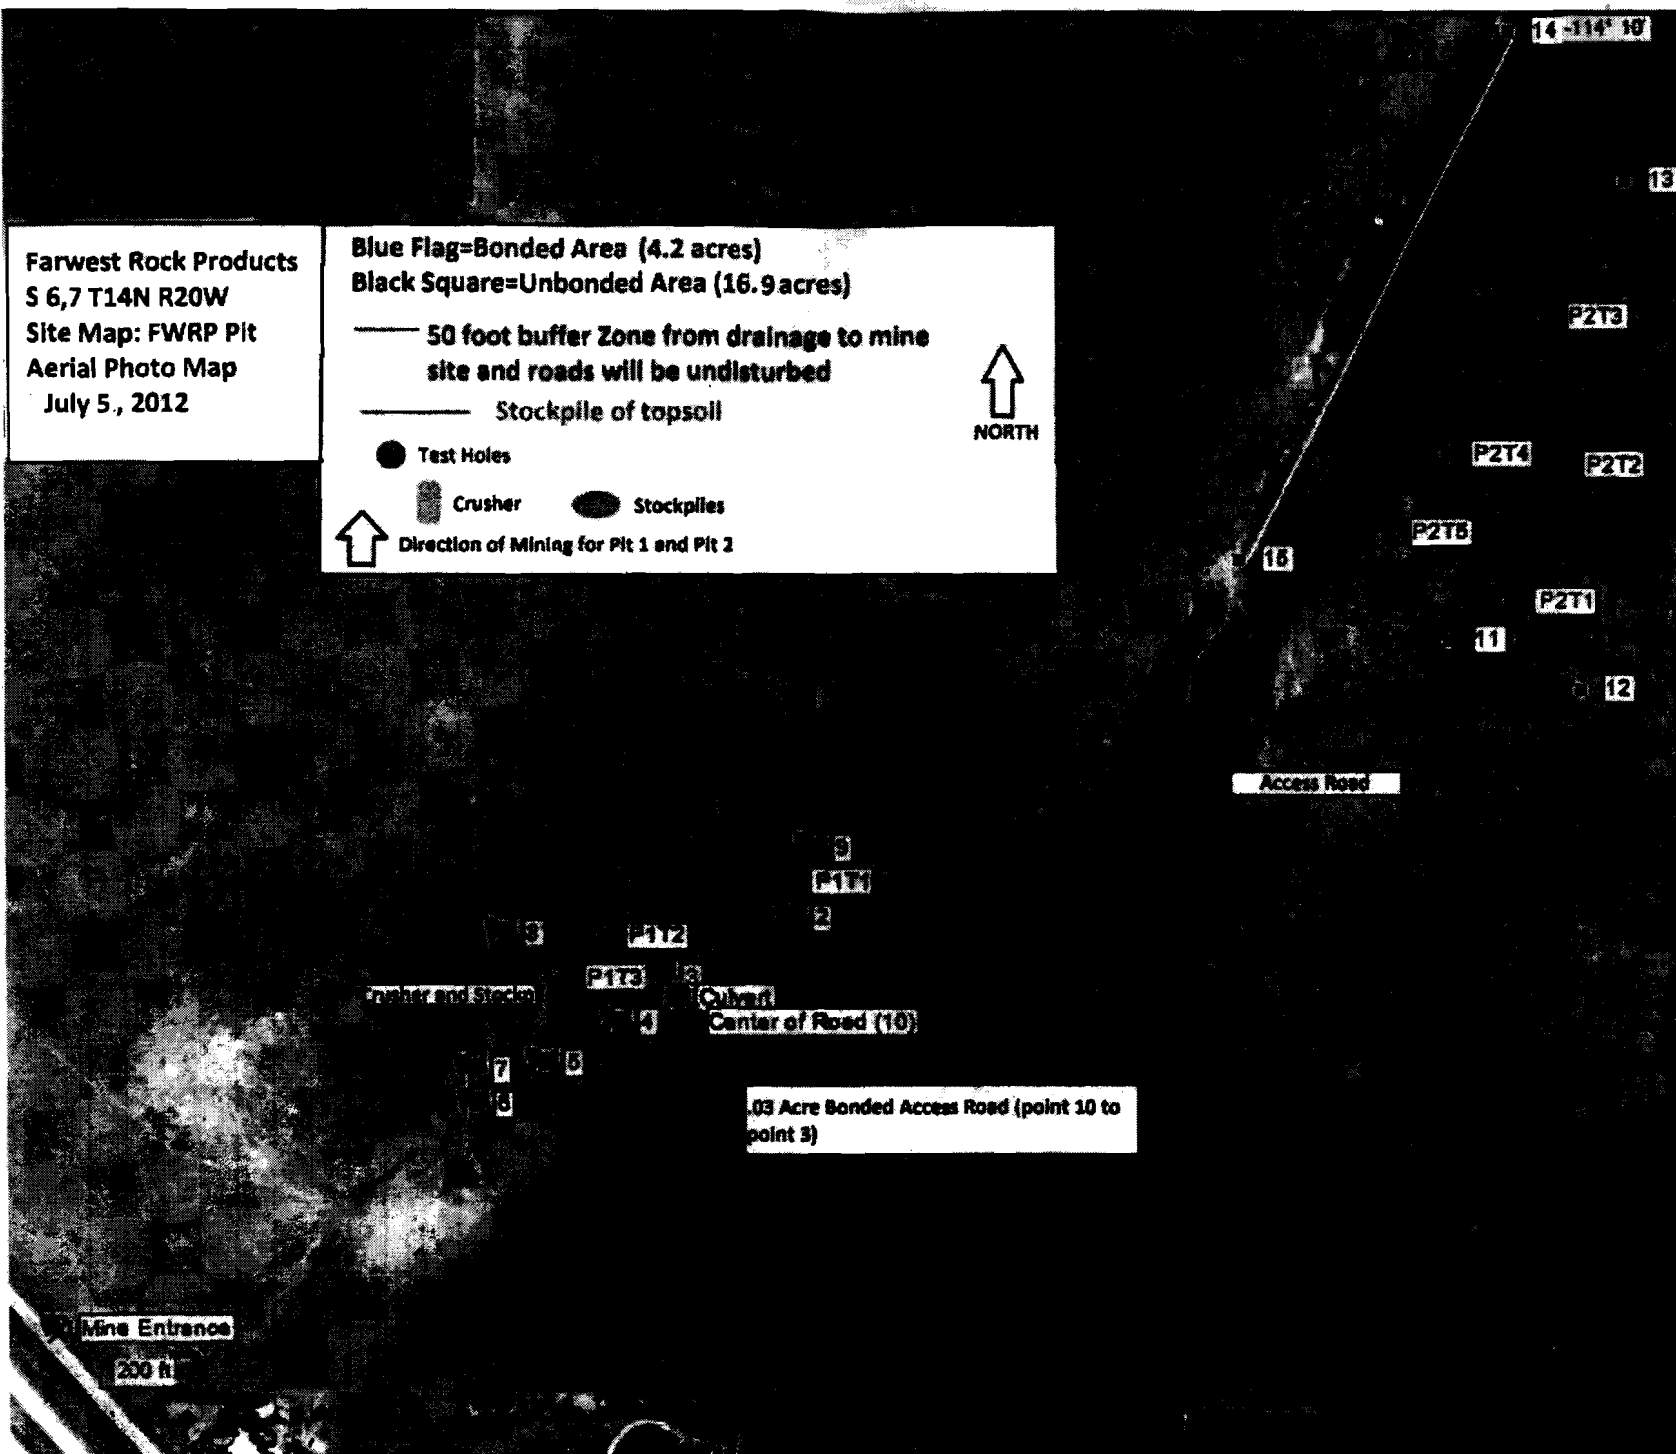 14 -114° 10'
13
Farwest Rock Products
S 6,7 T14N R20W
Site Map: FWRP Pit
Aerial Photo Map
July 5., 2012
Blue Flag=Bonded Area (4.2 acres)
Black Square=Unbonded Area (16.9 acres)
50 foot buffer Zone from drainage to mine
site and roads will be undisturbed
Stockpile of topsoil
NORTH
Test Holes
Crusher
Stockpiles
Direction of Mining for Pit 1 and Pit 2
P2T3
P2T4
P2T2
P2T5
15
P2T1
11
12
Access Road
9
P1T1
2
P1T2
P1T3
3
Crusher and Stockp
Culvert
4
Center of Road (10)
5
7
6
.03 Acre Bonded Access Road (point 10 to
point 3)
Mine Entrance
200 ft